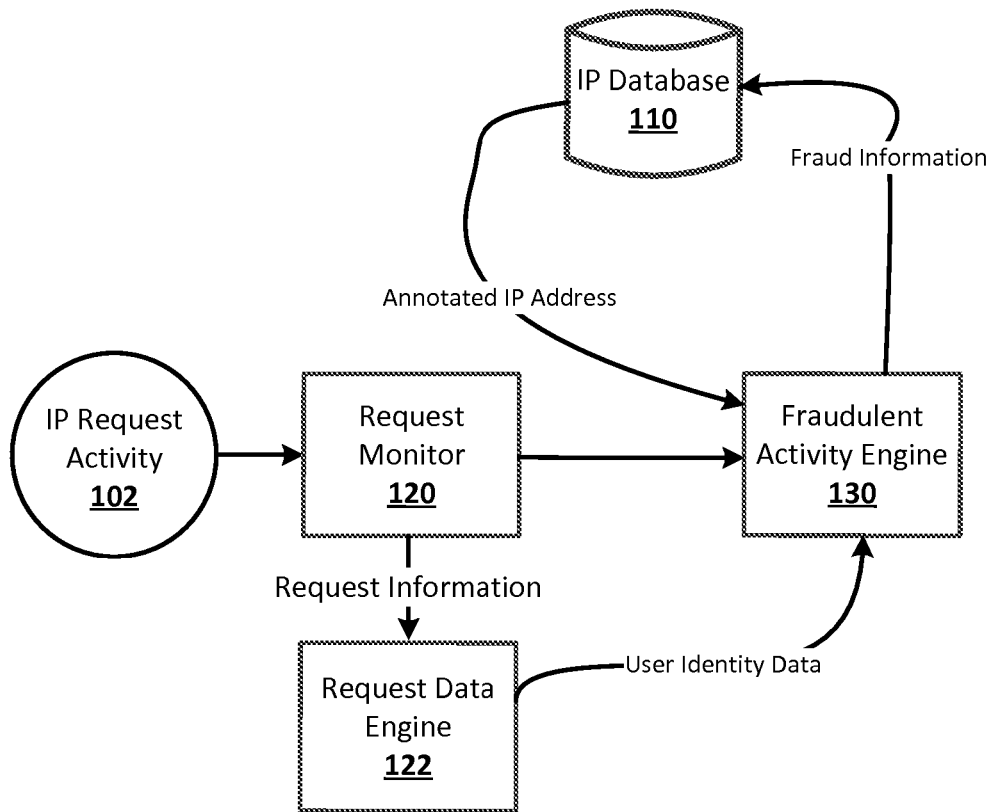 IP Database
110
Fraud Information
Annotated IP Address
IP Request
Activity
102
Request
Monitor
120
Fraudulent
Activity Engine
130
Request Information
User Identity Data
Request Data
Engine
122